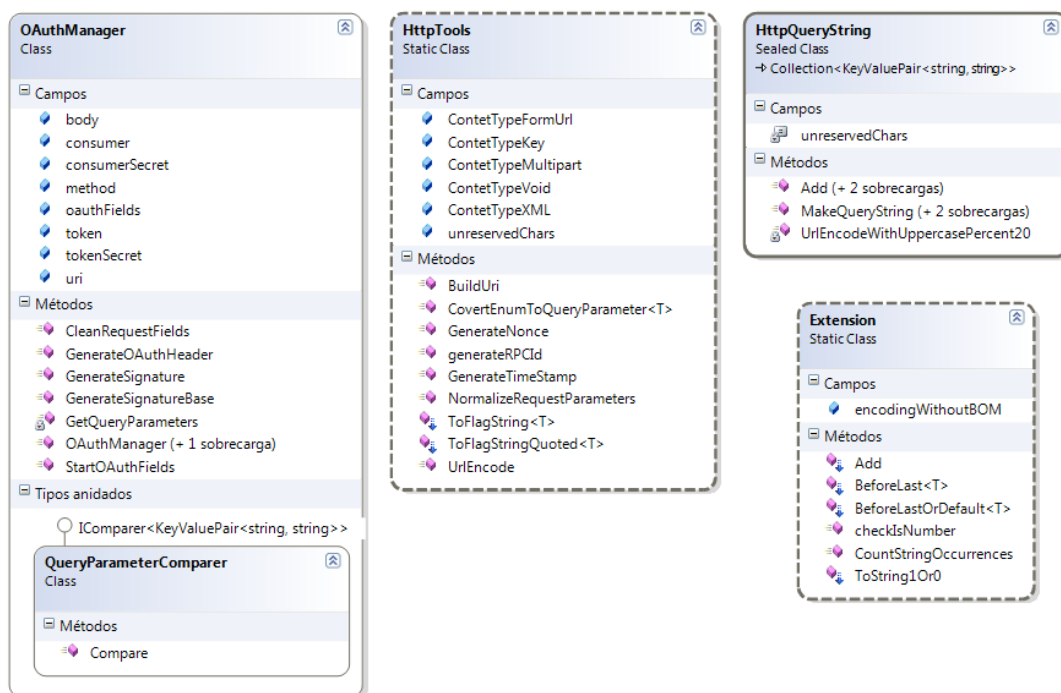 OAuthManager
Class
Campos
body
consumer
consumerSecret
method
oauthFields
token
tokenSecret
uri
Métodos
CleanRequestFields
GenerateOAuthHeader
GenerateSignature
GenerateSignatureBase
GetQueryParameters
OAuthManager (+ 1 sobrecarga)
StartOAuthFields
Tipos anidados
IComparer<KeyValuePair<string, string>>
QueryParameterComparer
Class
Métodos
Compare
HttpTools
Static Class
Campos
ContetTypeFormUrl
ContetTypeKey
ContetTypeMultipart
ContetTypeVoid
ContetTypeXML
unreservedChars
Métodos
BuildUri
CovertEnumToQueryParameter<T>
GenerateNonce
generateRPCId
GenerateTimeStamp
NormalizeRequestParameters
ToFlagString<T>
ToFlagStringQuoted<T>
UrlEncode
HttpQueryString
Sealed Class
Collection<KeyValuePair<string, string>>
Campos
unreservedChars
Métodos
Add (+ 2 sobrecargas)
MakeQueryString (+ 2 sobrecargas)
UrlEncodeWithUppercasePercent20
Extension
Static Class
Campos
encodingWithoutBOM
Métodos
Add
BeforeLast<T>
BeforeLastOrDefault<T>
checkIsNumber
CountStringOccurrences
ToString1Or0